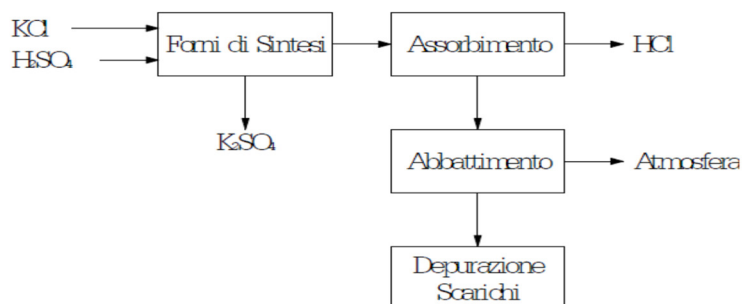 KCl
H₂SO₄
Forni di Sintesi
Assorbimento
HCl
K₂SO₄
Abbattimento
Atmosfera
Depurazione
Scarichi